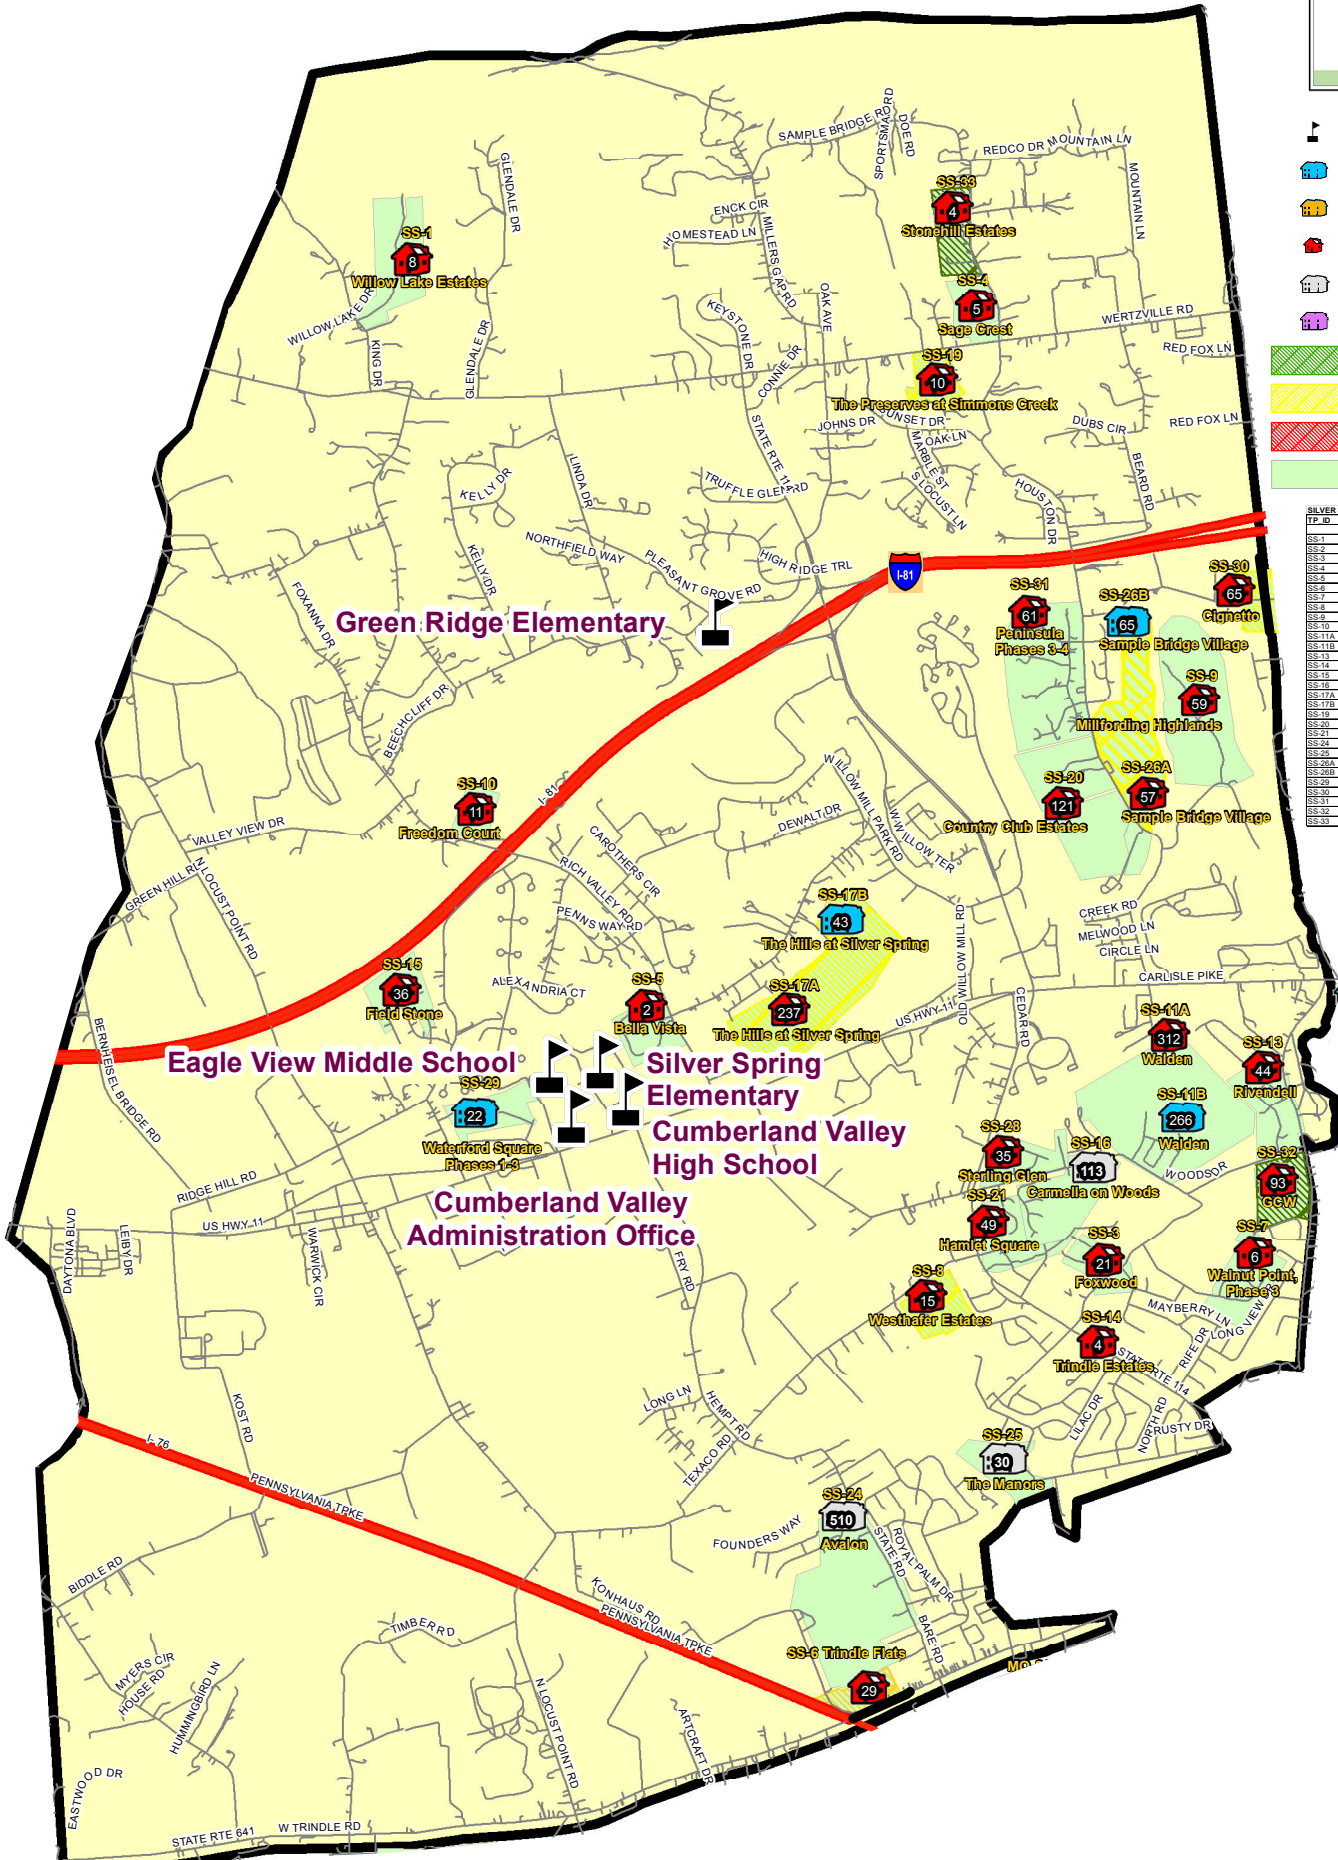 SAMPLE BRIDGE RD
SPORTSMAN RD
DOE RD
REDCO DR
MOUNTAIN LN
MOUNTAIN LN
GLENDALE DR
SS-33
4
Stonehill Estates
ENCK CIR
HOMESTEAD LN
MILLERS GAP RD
SS-1
8
Willow Lake Estates
WILLOW LAKE DR
KING DR
GLENDALE DR
KEYSTONE DR
CONNIE DR
OAK AVE
SS-4
5
Sage Crest
WERTZVILLE RD
RED FOX LN
SS-19
10
The Preserves at Simmons Creek
SUNSET DR
JOHNS DR
OAK LN
MARBLE ST
S LOCUST LN
DUBS CIR
RED FOX LN
STATE RTE 114
BEARD RD
HOUSTON DR
KELLY DR
LINDA DR
TRUFFLE GLEN RD
KELLY DR
NORTHFIELD WAY
PLEASANT GROVE RD
HIGH RIDGE TRL
I-81
SILVER
TP_ID
SS-1
SS-2
SS-3
SS-4
SS-5
SS-6
SS-7
SS-8
SS-9
SS-10
SS-11A
SS-11B
SS-13
SS-14
SS-15
SS-16
SS-17A
SS-17B
SS-19
SS-20
SS-21
SS-24
SS-25
SS-26A
SS-26B
SS-29
SS-30
SS-31
SS-32
SS-33
FOXANNA DR
Green Ridge Elementary
SS-31
61
Peninsula
Phases 3-4
SS-26B
65
Sample Bridge Village
SS-30
65
Cignetto
SS-9
59
Millfording Highlands
BEECHCLIFF DR
SS-10
11
Freedom Court
I-81
VALLEY VIEW DR
GREEN HILL RD
N LOCUST POINT RD
WILLOW MILL PARK RD
W WILLOW TER
DEWALT DR
SS-20
121
Country Club Estates
SS-26A
57
Sample Bridge Village
CAROTHERS CIR
RICH VALLEY RD
PENNS WAY RD
SS-17B
43
The Hills at Silver Spring
OLD WILLOW MILL RD
CREEK RD
MELWOOD LN
CIRCLE LN
CARLISLE PIKE
SS-15
36
Field Stone
ALEXANDRIA CT
SS-5
2
Bella Vista
SS-17A
237
The Hills at Silver Spring
US HWY 11
CEDAR RD
SS-11A
312
Walden
SS-13
44
Rivendell
BERNHEISEL BRIDGE RD
Eagle View Middle School
Silver Spring
Elementary
SS-29
22
Waterford Square
Phases 1-3
Cumberland Valley
High School
SS-11B
266
Walden
SS-28
35
Sterling Glen
SS-16
113
Carmella on Woods
WOODS DR
SS-32
93
GCW
RIDGE HILL RD
US HWY 11
Cumberland Valley
Administration Office
DAYTONA BLVD
LEIBY DR
WARWICK CIR
FRY RD
SS-21
49
Hamlet Square
SS-3
21
Foxwood
SS-7
6
Walnut Point,
Phase 3
SS-8
15
Westhafer Estates
MAYBERRY LN
LONG VIEW DR
RIFE DR
SS-14
4
Trindle Estates
STATE RTE 114
KOST RD
LONG LN
HEMPT RD
TEXACO RD
LILAC DR
NORTH RD
RUSTY DR
I-76
PENNSYLVANIA TPKE
SS-25
30
The Manors
SS-24
510
Avalon
FOUNDERS WAY
STATE RD
ROYAL PALM DR
BARE RD
BIDDLE RD
KONHAUS RD
PENNSYLVANIA TPKE
TIMBER RD
SS-6 Trindle Flats
29
MYERS CIR
HOUSE RD
HUMMINGBIRD LN
N LOCUST POINT RD
ARTCRAFT DR
EASTWOOD DR
STATE RTE 641
W TRINDLE RD